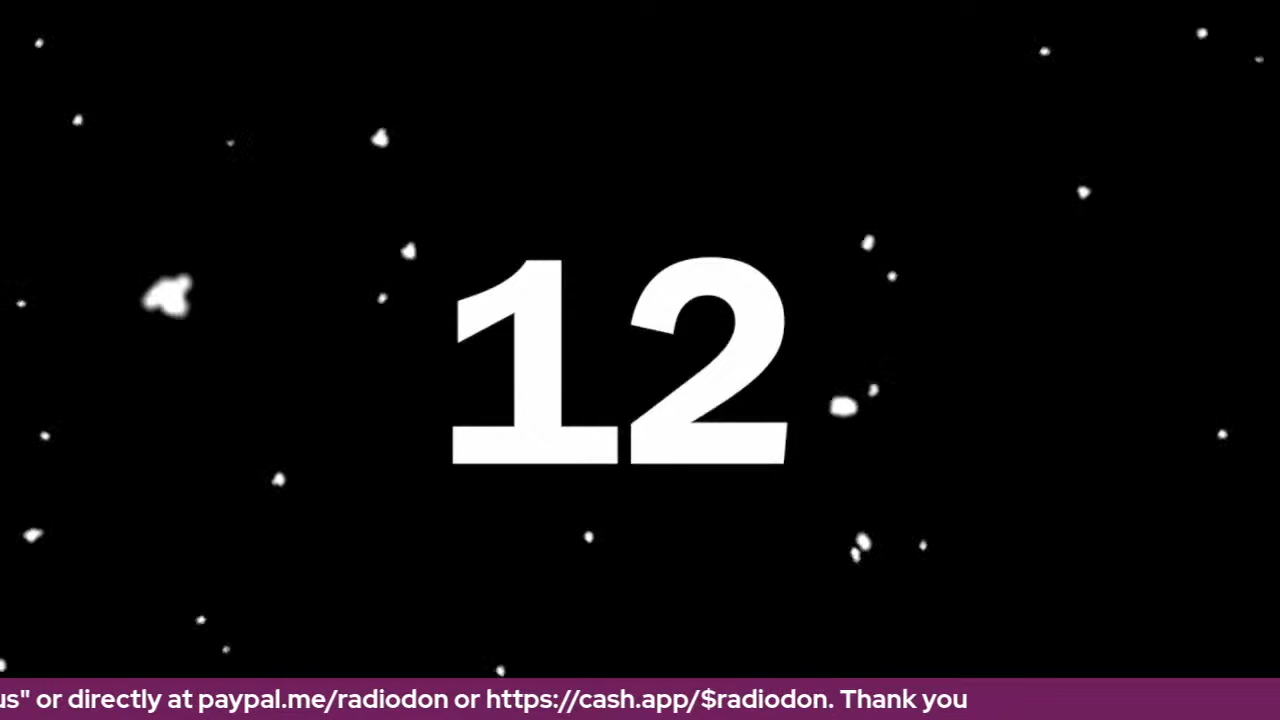 12
us" or directly at paypal.me/radiodon or https://cash.app/$radiodon. Thank you